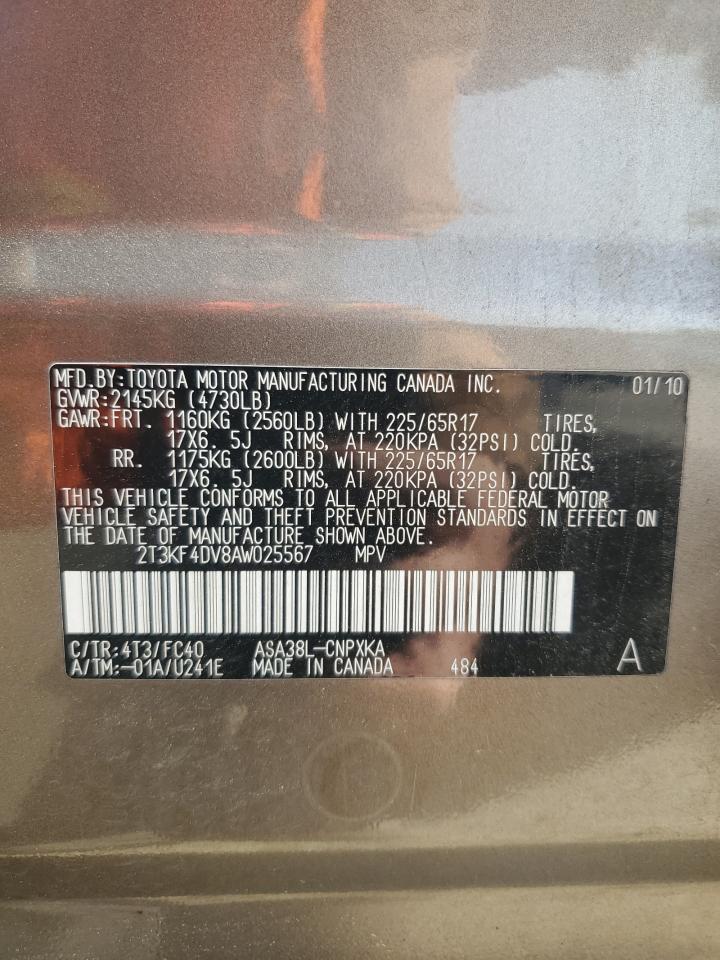 MFD.BY:TOYOTA MOTOR MANUFACTURING CANADA INC. 01/10
GVWR:2145KG (4730LB)
GAWR:FRT. 1160KG (2560LB) WITH 225/65R17 TIRES,
17X6. 5J RIMS, AT 220KPA (32PSI) COLD.
RR. 1175KG (2600LB) WITH 225/65R17 TIRES,
17X6. 5J RIMS, AT 220KPA (32PSI) COLD.
THIS VEHICLE CONFORMS TO ALL APPLICABLE FEDERAL MOTOR
VEHICLE SAFETY AND THEFT PREVENTION STANDARDS IN EFFECT ON
THE DATE OF MANUFACTURE SHOWN ABOVE.
2T3KF4DV8AW025567 MPV
C/TR:4T3/FC40 ASA38L-CNPXKA
A/TM:-01A/U241E MADE IN CANADA 484 A